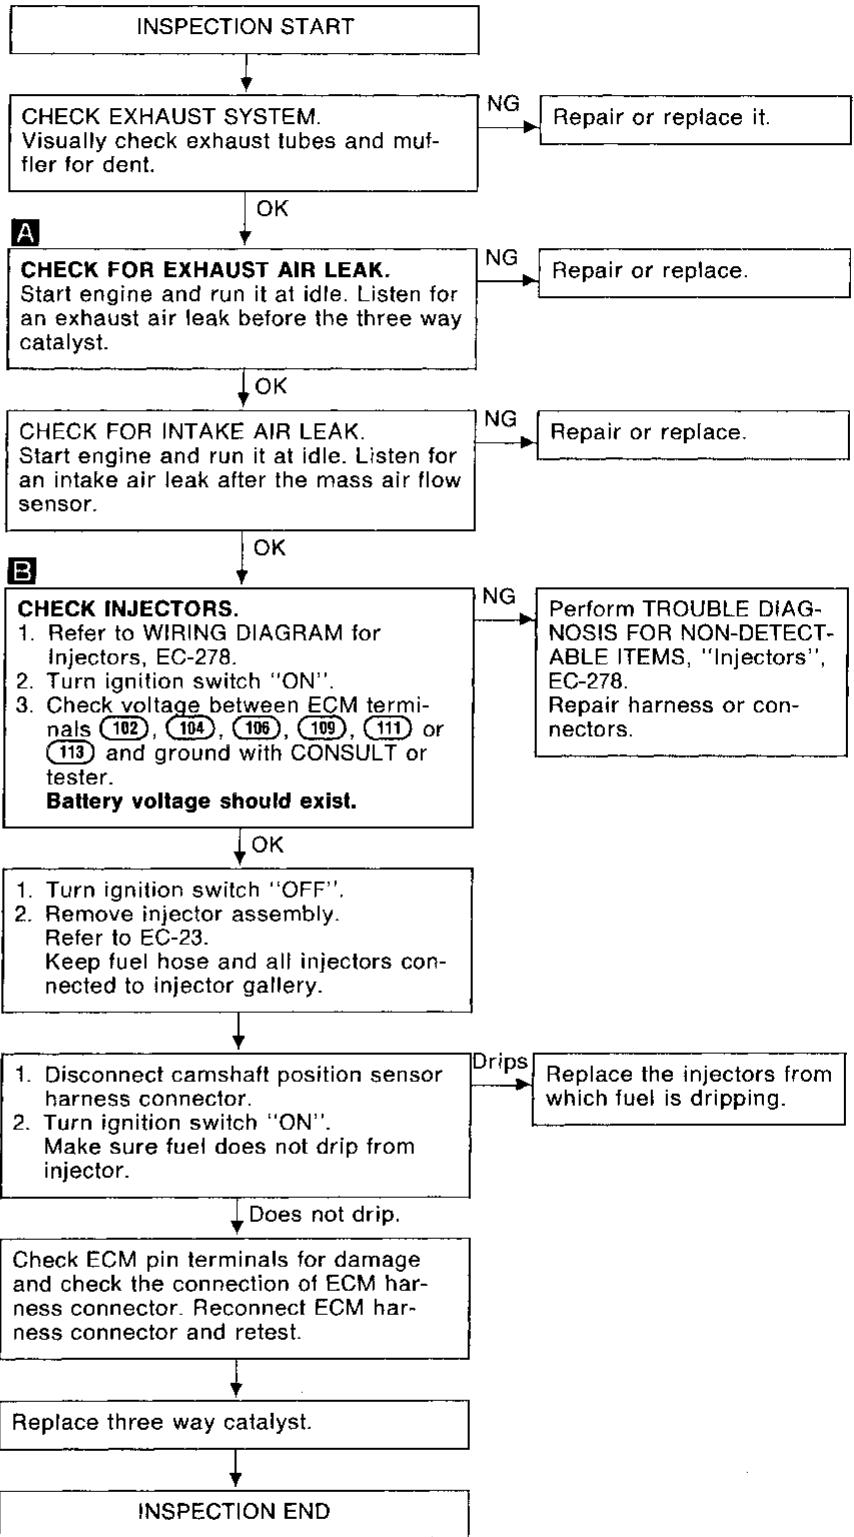 INSPECTION START
CHECK EXHAUST SYSTEM.
Visually check exhaust tubes and muf-
fler for dent.
NG
Repair or replace it.
OK
A
CHECK FOR EXHAUST AIR LEAK.
Start engine and run it at idle. Listen for
an exhaust air leak before the three way
catalyst.
NG
Repair or replace.
OK
CHECK FOR INTAKE AIR LEAK.
Start engine and run it at idle. Listen for
an intake air leak after the mass air flow
sensor.
NG
Repair or replace.
OK
B
CHECK INJECTORS.
1. Refer to WIRING DIAGRAM for
Injectors, EC-278.
2. Turn ignition switch "ON".
3. Check voltage between ECM termi-
nals 102, 104, 106, 109, 111 or
113 and ground with CONSULT or
tester.
Battery voltage should exist.
NG
Perform TROUBLE DIAG-
NOSIS FOR NON-DETECT-
ABLE ITEMS, "Injectors",
EC-278.
Repair harness or con-
nectors.
OK
1. Turn ignition switch "OFF".
2. Remove injector assembly.
Refer to EC-23.
Keep fuel hose and all injectors con-
nected to injector gallery.
1. Disconnect camshaft position sensor
harness connector.
2. Turn ignition switch "ON".
Make sure fuel does not drip from
injector.
Drips
Replace the injectors from
which fuel is dripping.
Does not drip.
Check ECM pin terminals for damage
and check the connection of ECM har-
ness connector. Reconnect ECM har-
ness connector and retest.
Replace three way catalyst.
INSPECTION END